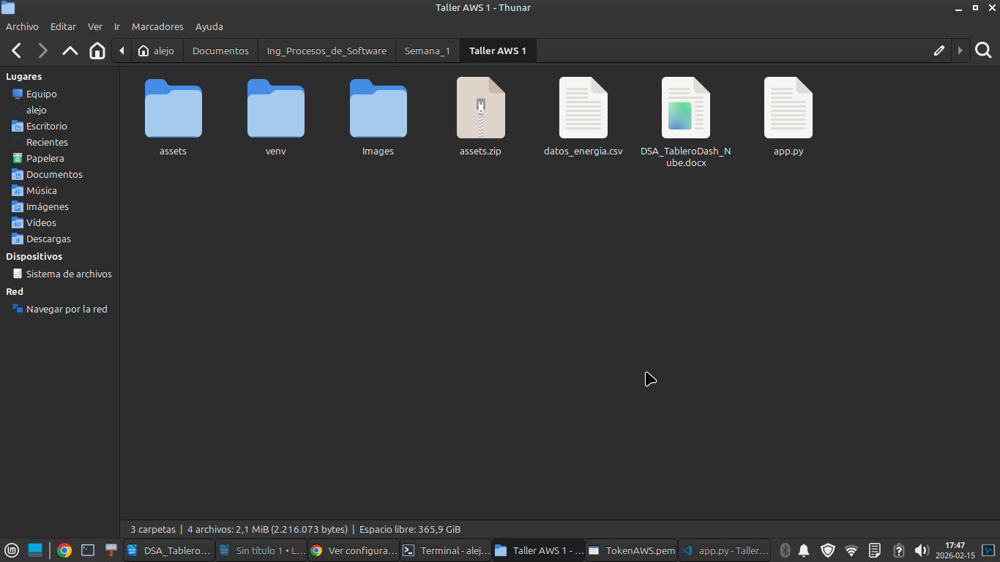 Taller AWS 1 - Thunar
Archivo Editar Ver Ir Marcadores Ayuda
alejo Documentos Ing_Procesos_de_Software Semana_1 Taller AWS 1
Lugares
Equipo
alejo
Escritorio
Recientes
Papelera
Documentos
Música
Imágenes
Vídeos
Descargas
Dispositivos
Sistema de archivos
Red
Navegar por la red
assets
venv
Images
assets.zip
datos_energia.csv
DSA_TableroDash_N
ube.docx
app.py
3 carpetas | 4 archivos: 2,1 MiB (2.216.073 bytes) | Espacio libre: 365,9 GiB
DSA_Tablero... Sin título 1 • L... Ver configura... Terminal - alej... Taller AWS 1 - ... TokenAWS.pem app.py - Taller...
17:47
2026-02-15